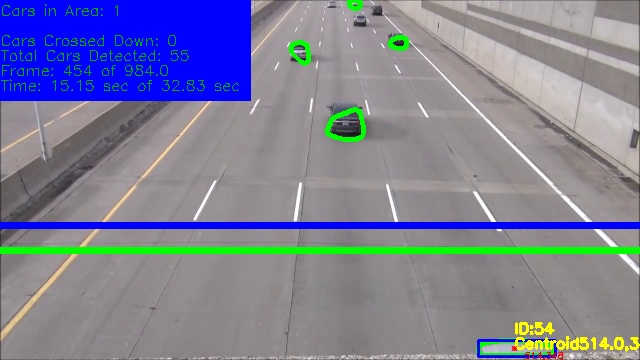 Cars in Area: 1
Cars Crossed Down: 0
Total Cars Detected: 55
Frame: 454 of 984.0
Time: 15.15 sec of 32.83 sec
ID:54
Centroid514.0,3